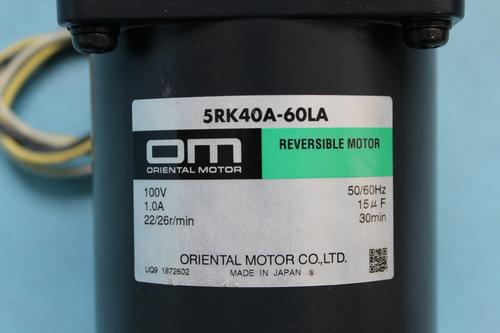 5RK40A-60LA
om
ORIENTAL MOTOR
REVERSIBLE MOTOR
100V 50/60Hz
1.0A 15μF
22/26r/min 30min
ORIENTAL MOTOR CO.,LTD.
UQ9 1872602 MADE IN JAPAN Ⓢ